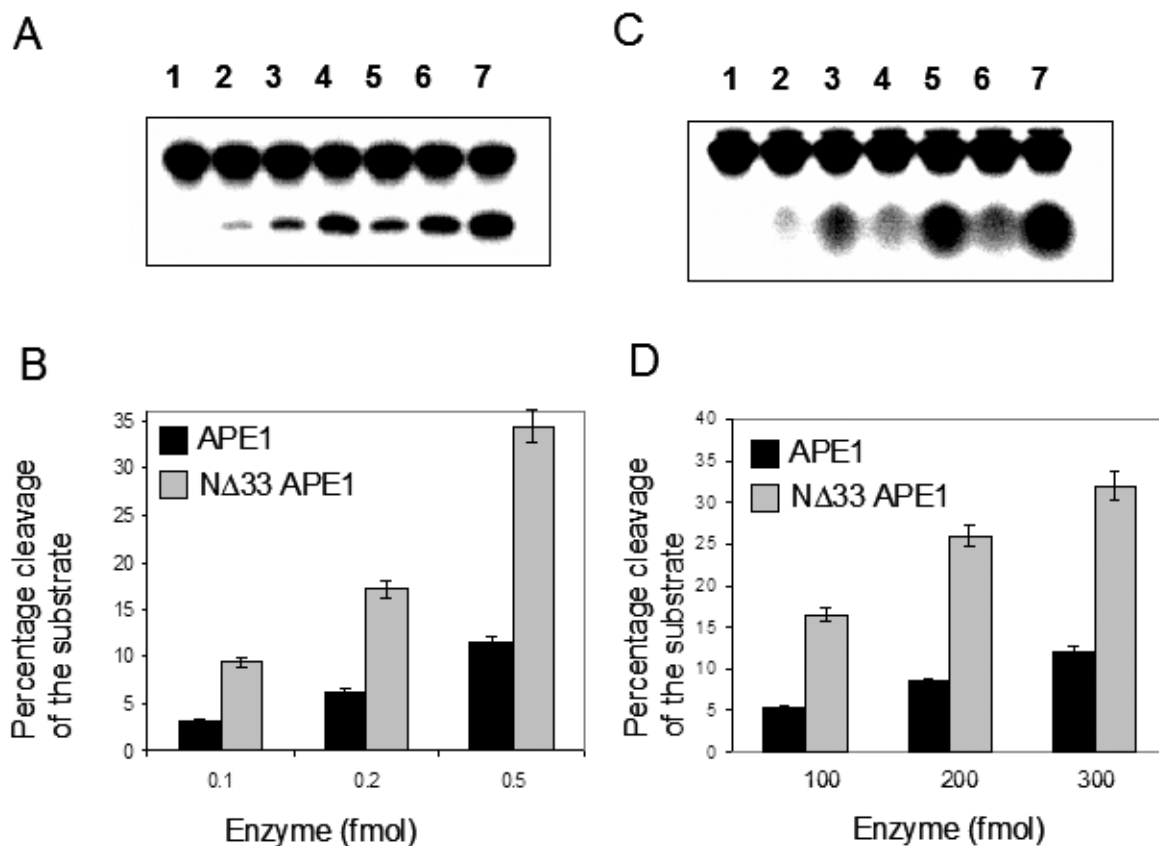 A
1 2 3 4 5 6 7
B
Percentage cleavage
of the substrate
35
30
25
20
15
10
5
0
APE1
NΔ33 APE1
0.1 0.2 0.5
Enzyme (fmol)
C
1 2 3 4 5 6 7
D
Percentage cleavage
of the substrate
40
35
30
25
20
15
10
5
0
APE1
NΔ33 APE1
100 200 300
Enzyme (fmol)